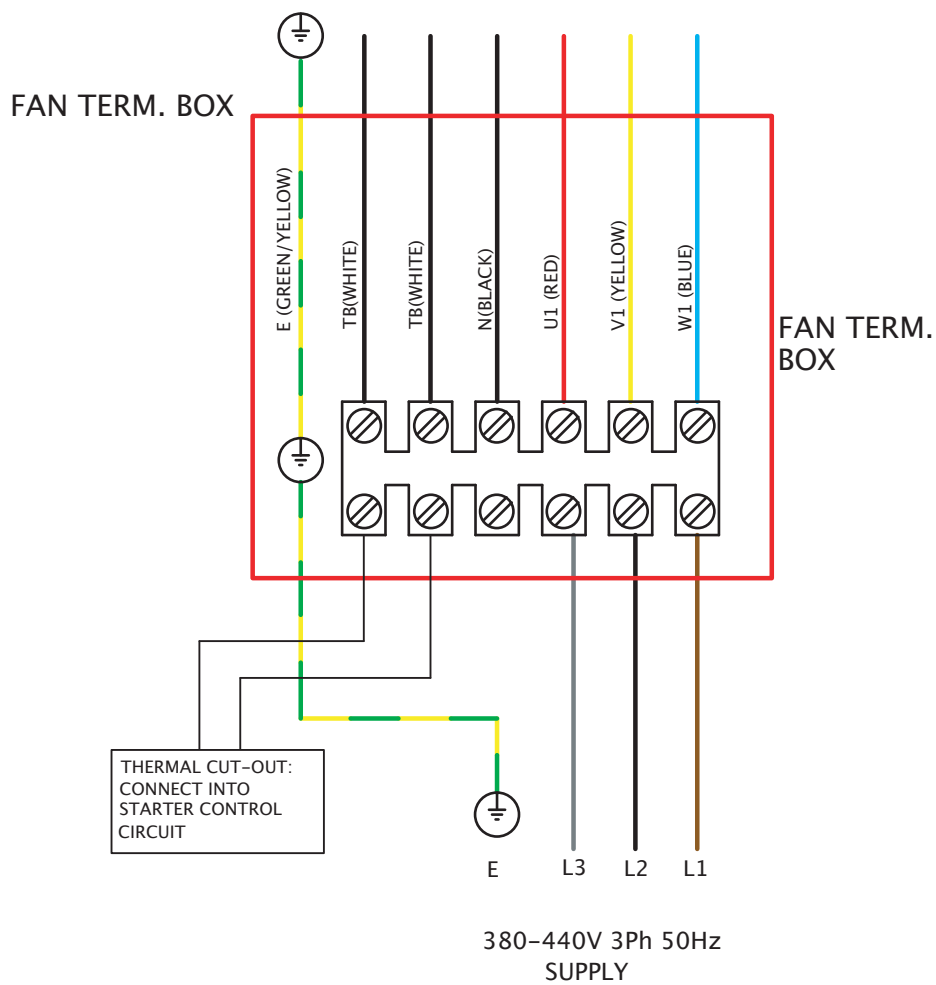 FAN TERM. BOX
E (GREEN/YELLOW)
TB(WHITE)
TB(WHITE)
N(BLACK)
U1 (RED)
V1 (YELLOW)
W1 (BLUE)
FAN TERM.
BOX
THERMAL CUT-OUT:
CONNECT INTO
STARTER CONTROL
CIRCUIT
E
L3
L2
L1
380-440V 3Ph 50Hz
SUPPLY